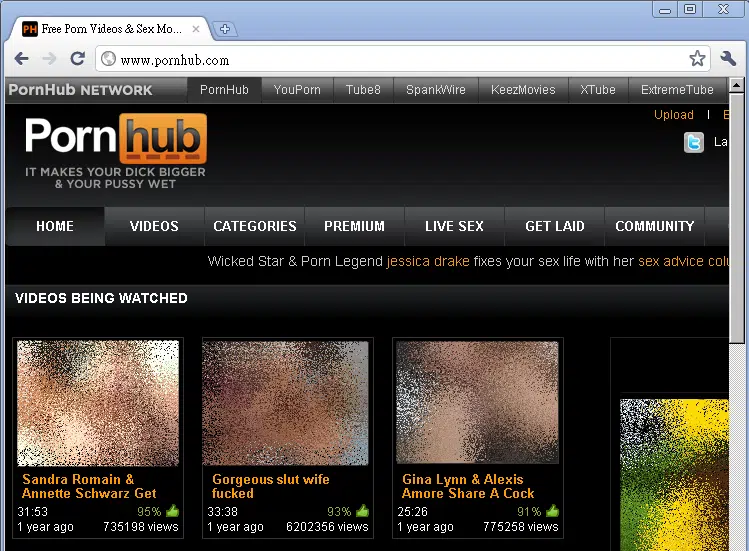 Free Porn Videos & Sex Mo...
www.pornhub.com
PornHub NETWORK PornHub YouPorn Tube8 SpankWire KeezMovies XTube ExtremeTube
Upload | E
Pornhub
La
IT MAKES YOUR DICK BIGGER
& YOUR PUSSY WET
HOME VIDEOS CATEGORIES PREMIUM LIVE SEX GET LAID COMMUNITY
Wicked Star & Porn Legend jessica drake fixes your sex life with her sex advice colu
VIDEOS BEING WATCHED
Sandra Romain &
Annette Schwarz Get
31:53 95%
1 year ago 735198 views
Gorgeous slut wife
fucked
33:38 93%
1 year ago 6202356 views
Gina Lynn & Alexis
Amore Share A Cock
25:26 91%
1 year ago 775258 views